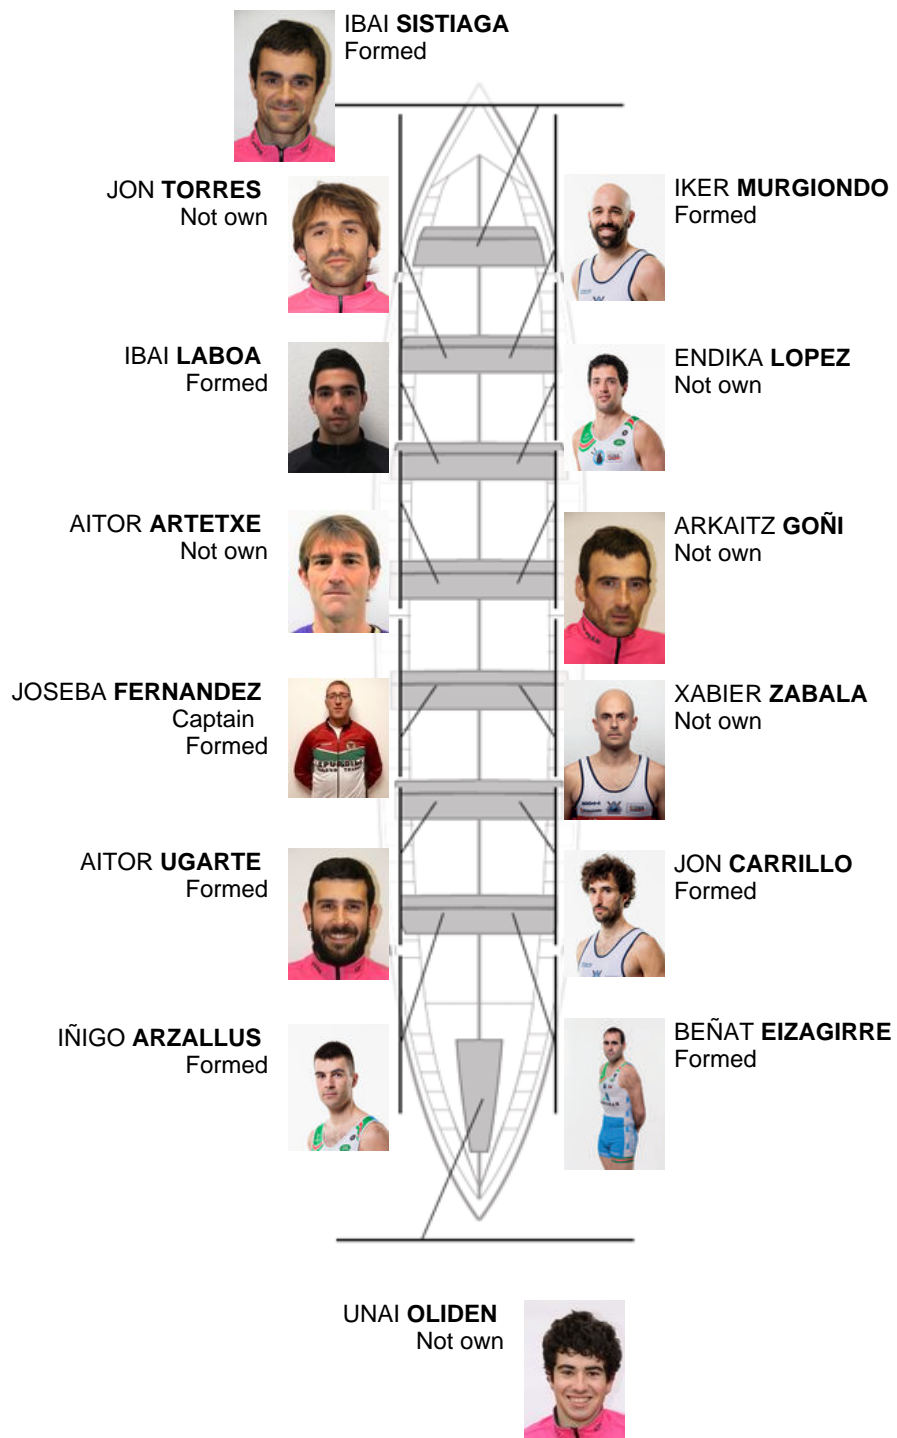 IBAI SISTIAGA
Formed
JON TORRES
Not own
IKER MURGIONDO
Formed
IBAI LABOA
Formed
ENDIKA LOPEZ
Not own
AITOR ARTETXE
Not own
ARKAITZ GOÑI
Not own
JOSEBA FERNANDEZ
Captain
Formed
XABIER ZABALA
Not own
AITOR UGARTE
Formed
JON CARRILLO
Formed
IÑIGO ARZALLUS
Formed
BEÑAT EIZAGIRRE
Formed
UNAI OLIDEN
Not own